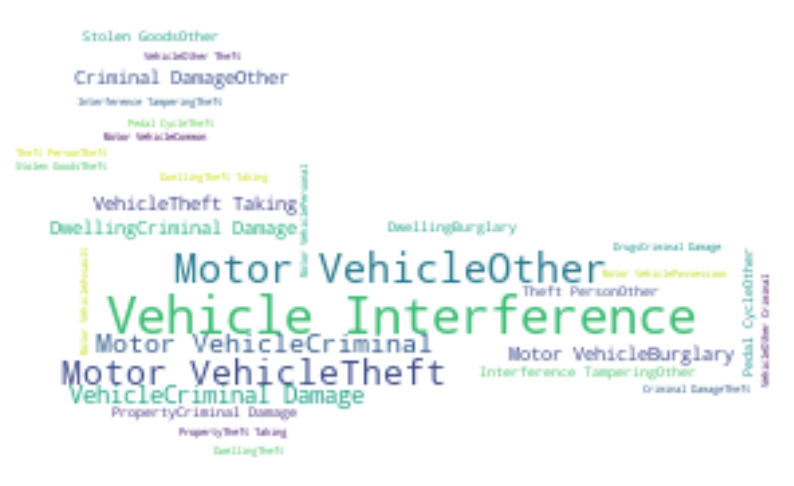 Stolen GoodsOther
VehicleOther Theft
Criminal DamageOther
Interference TamperingTheft
Pedal CycleTheft
Motor VehicleCommon
Theft PersonTheft
Stolen GoodsTheft
DwellingTheft Taking
VehicleTheft Taking
Motor VehiclePersonal
DwellingCriminal Damage
DwellingBurglary
DrugsCriminal Damage
Motor VehicleOther
Motor VehiclePossession
Theft PersonOther
Pedal CycleOther
VehicleOther Criminal
Vehicle Interference
Motor VehicleAssault
Motor VehicleCriminal
Motor VehicleBurglary
Motor VehicleTheft
Interference TamperingOther
Criminal DamageTheft
VehicleCriminal Damage
PropertyCriminal Damage
PropertyTheft Taking
DwellingTheft